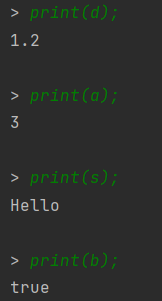 > print(d);
1.2
> print(a);
3
> print(s);
Hello
> print(b);
true